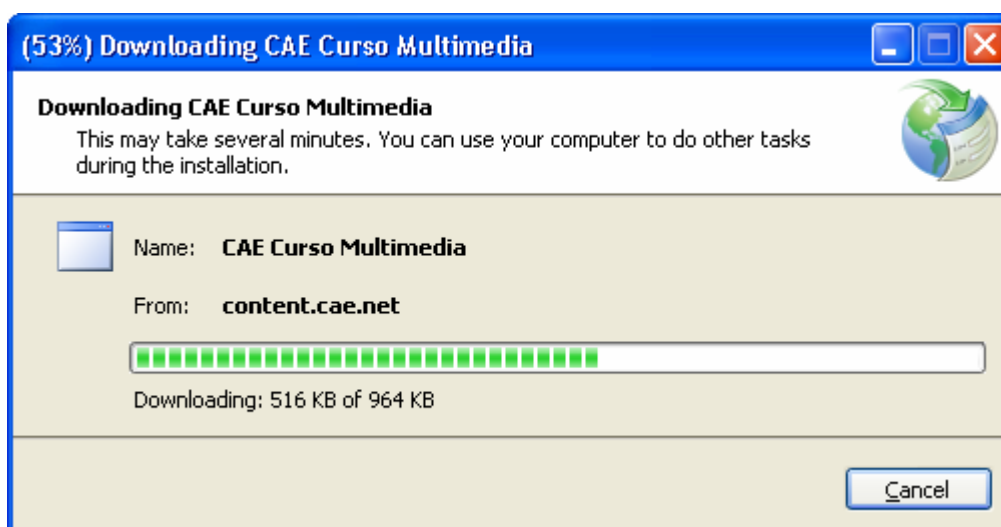 (53%) Downloading CAE Curso Multimedia
Downloading CAE Curso Multimedia
This may take several minutes. You can use your computer to do other tasks
during the installation.
Name: CAE Curso Multimedia
From: content.cae.net
Downloading: 516 KB of 964 KB
Cancel